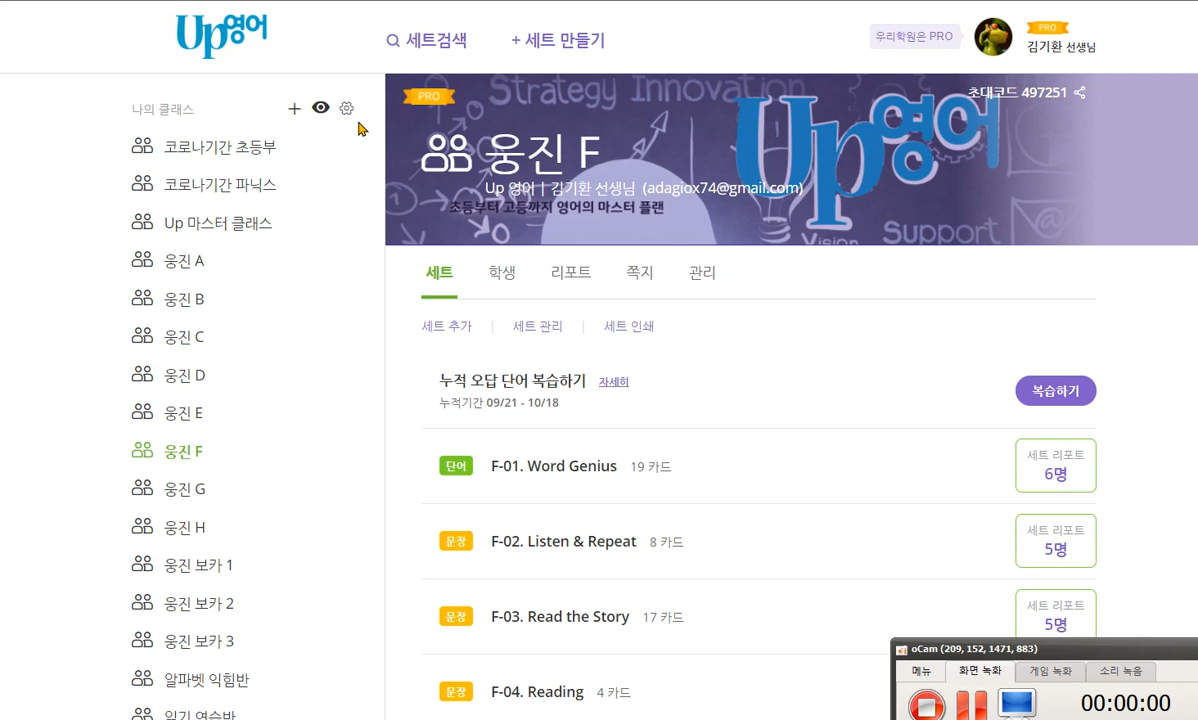 Up영어
세트검색
+ 세트 만들기
우리학원은 PRO
PRO
김기환 선생님
나의 클래스
코로나기간 초등부
코로나기간 파닉스
Up 마스터 클래스
웅진 A
웅진 B
웅진 C
웅진 D
웅진 E
웅진 F
웅진 G
웅진 H
웅진 보카 1
웅진 보카 2
웅진 보카 3
알파벳 익힘반
읽기 연습반
PRO
Strategy Innovation
초대코드 497251
웅진 F
Up영어
Up 영어 | 김기환 선생님 (adagiox74@gmail.com)
초등부터 고등까지 영어의 마스터 플랜
Vision
Support
세트 학생 리포트 쪽지 관리
세트 추가 | 세트 관리 | 세트 인쇄
누적 오답 단어 복습하기 자세히
누적기간 09/21 - 10/18
복습하기
단어 F-01. Word Genius 19 카드
세트 리포트
6명
문장 F-02. Listen & Repeat 8 카드
세트 리포트
5명
문장 F-03. Read the Story 17 카드
세트 리포트
5명
문장 F-04. Reading 4 카드
oCam (209, 152, 1471, 883)
메뉴 화면 녹화 게임 녹화 소리 녹음
00:00:00